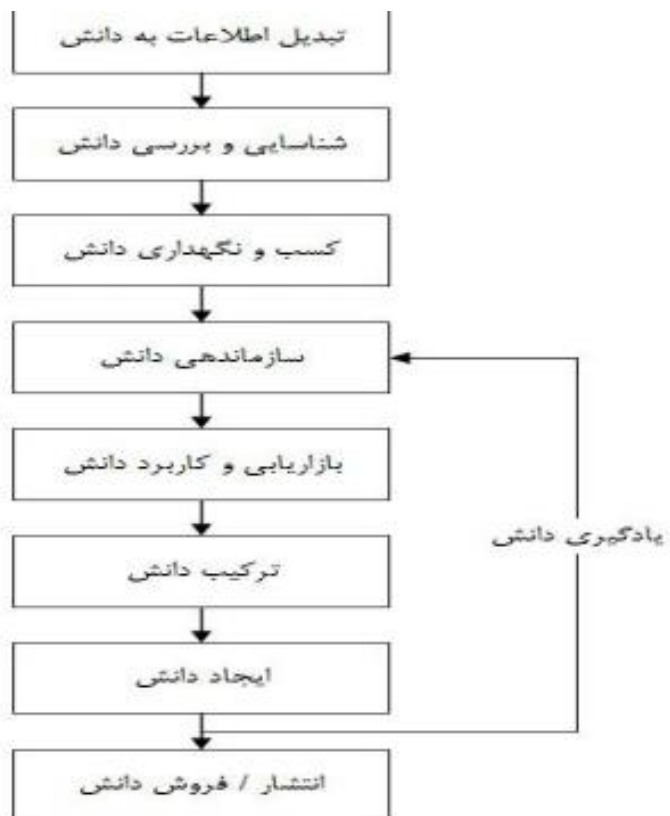 تبدیل اطلاعات به دانش
شناسایی و بررسی دانش
کسب و نگهداری دانش
سازماندهی دانش
بازاریابی و کاربرد دانش
یادگیری دانش
ترکیب دانش
ایجاد دانش
انتشار / فروش دانش